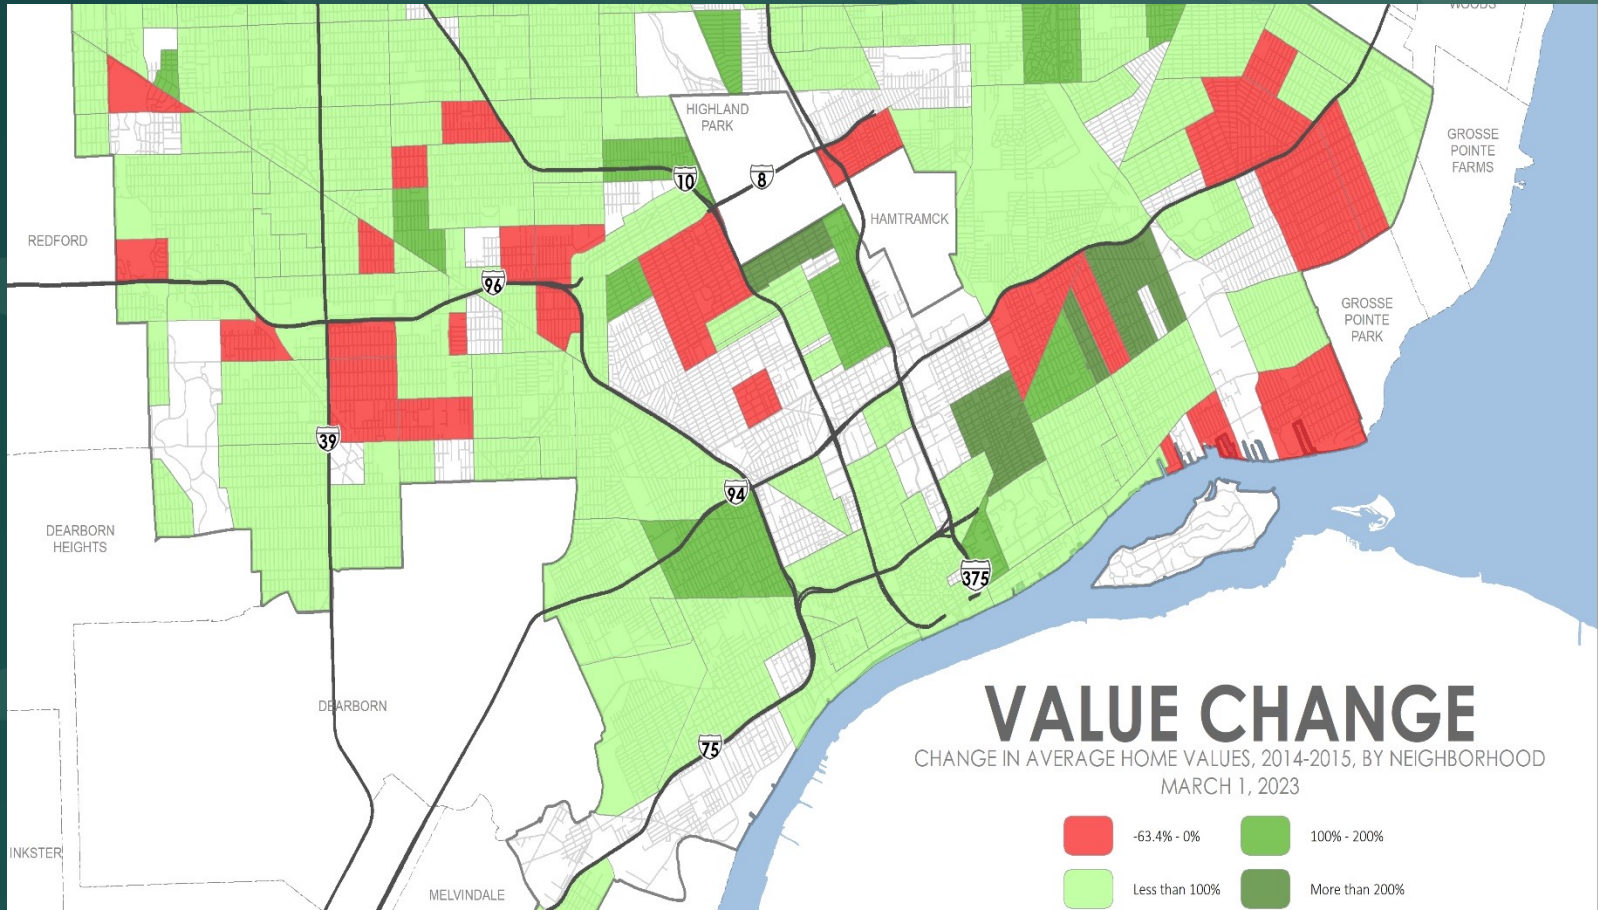 WOODS
HIGHLAND
PARK
GROSSE
POINTE
FARMS
10
8
HAMTRAMCK
REDFORD
96
GROSSE
POINTE
PARK
39
94
DEARBORN
HEIGHTS
375
DEARBORN
75
VALUE CHANGE
CHANGE IN AVERAGE HOME VALUES, 2014-2015, BY NEIGHBORHOOD
MARCH 1, 2023
-63.4% - 0%
100% - 200%
INKSTER
MELVINDALE
Less than 100%
More than 200%